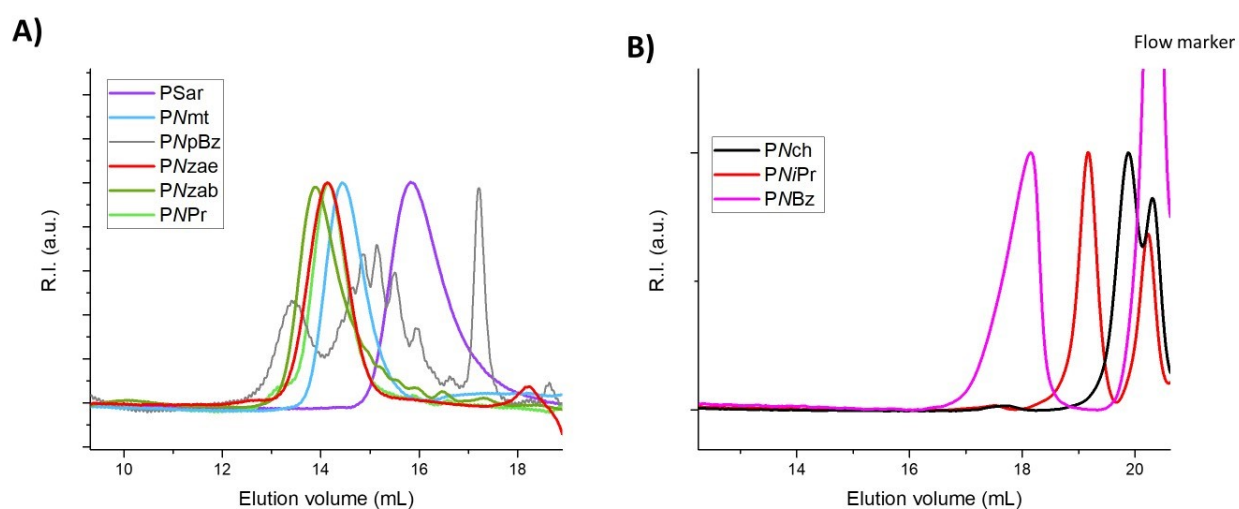 A)
PSar
PNmt
PNpBz
PNzae
PNzab
PNPr
R.I. (a.u.)
10 12 14 16 18
Elution volume (mL)
B)
Flow marker
PNch
PNiPr
PNBz
R.I. (a.u.)
14 16 18 20
Elution volume (mL)